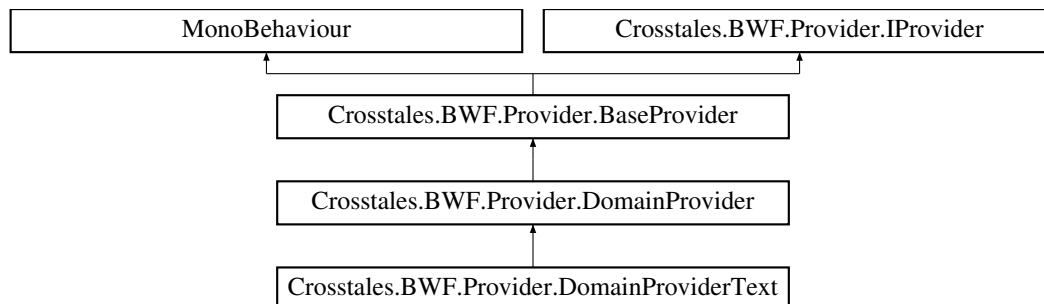 MonoBehaviour
Crosstales.BWF.Provider.IProvider
Crosstales.BWF.Provider.BaseProvider
Crosstales.BWF.Provider.DomainProvider
Crosstales.BWF.Provider.DomainProviderText